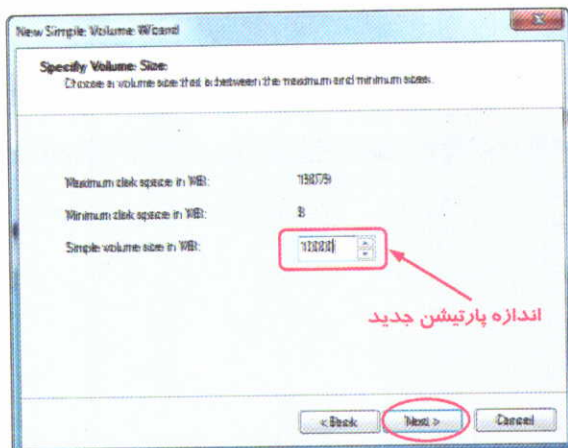 New Simple Volume Wizard
Specify Volume Size
Choose a volume size that is between the maximum and minimum sizes.
Maximum disk space in MB:
Minimum disk space in MB: 8
Simple volume size in MB:
اندازه پارتیشن جدید
< Back
Next >
Cancel